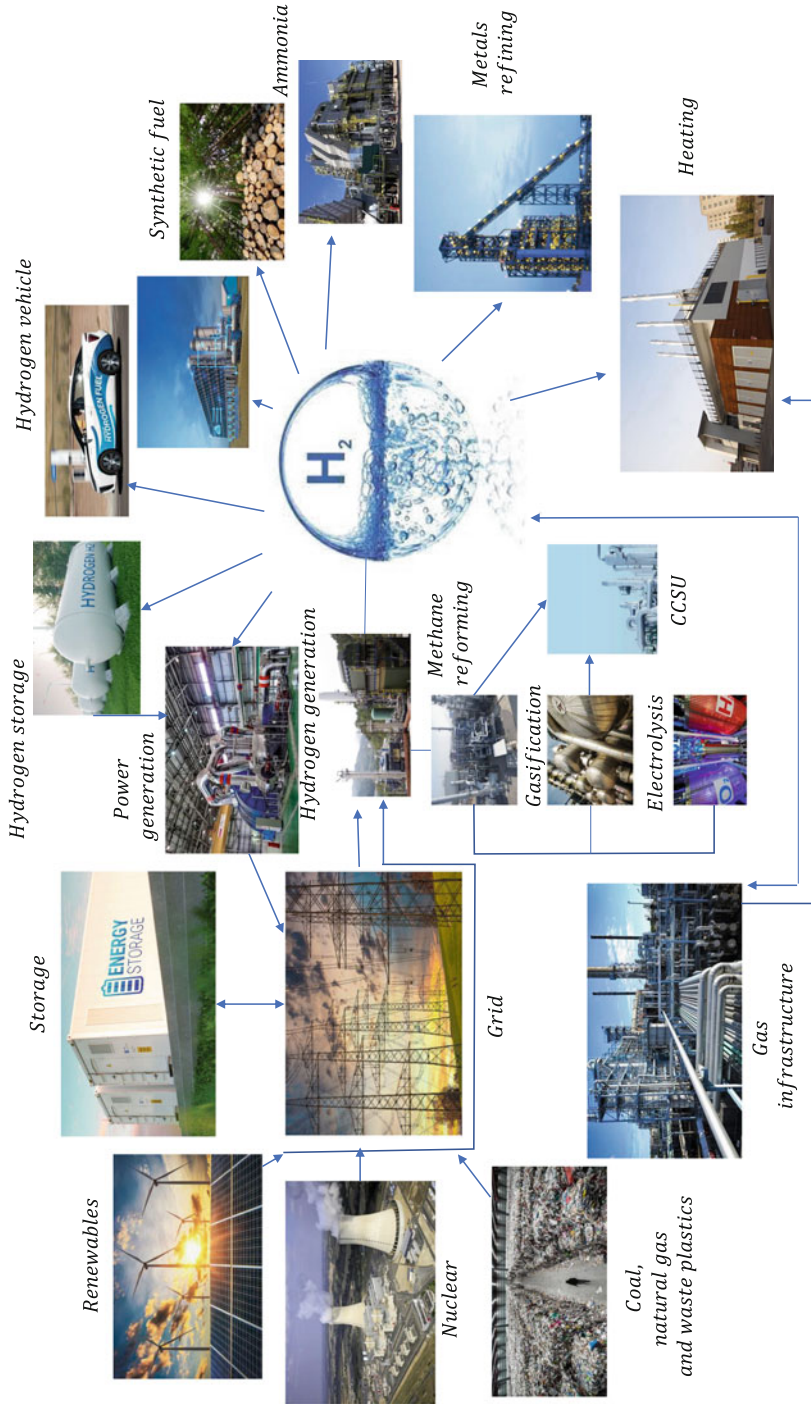 Renewables
Storage
ENERGY
STORAGE
Hydrogen storage
HYDROGEN H2
Hydrogen vehicle
HYDROGEN FUEL
Power
generation
Synthetic fuel
Ammonia
Hydrogen generation
H2
Nuclear
Grid
Methane
reforming
Metals
refining
Gasification
Electrolysis
CCSU
Heating
Coal,
natural gas
and waste plastics
Gas
infrastructure